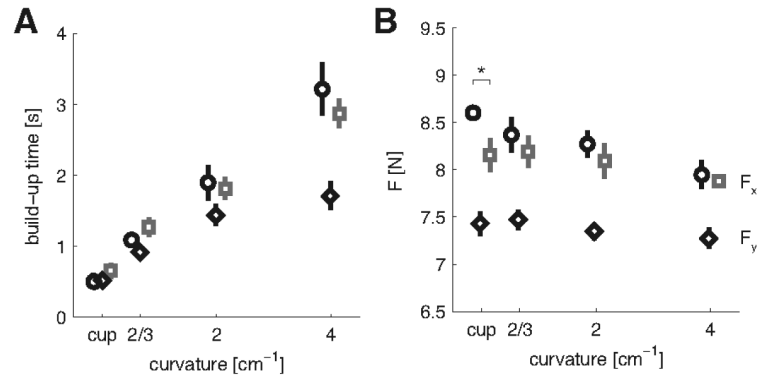 A
build-up time [s]
4
3
2
1
0
cup 2/3 2 4
curvature [cm⁻¹]
B
F [N]
9.5
9
8.5
8
7.5
7
6.5
*
Fₓ
Fᵧ
cup 2/3 2 4
curvature [cm⁻¹]